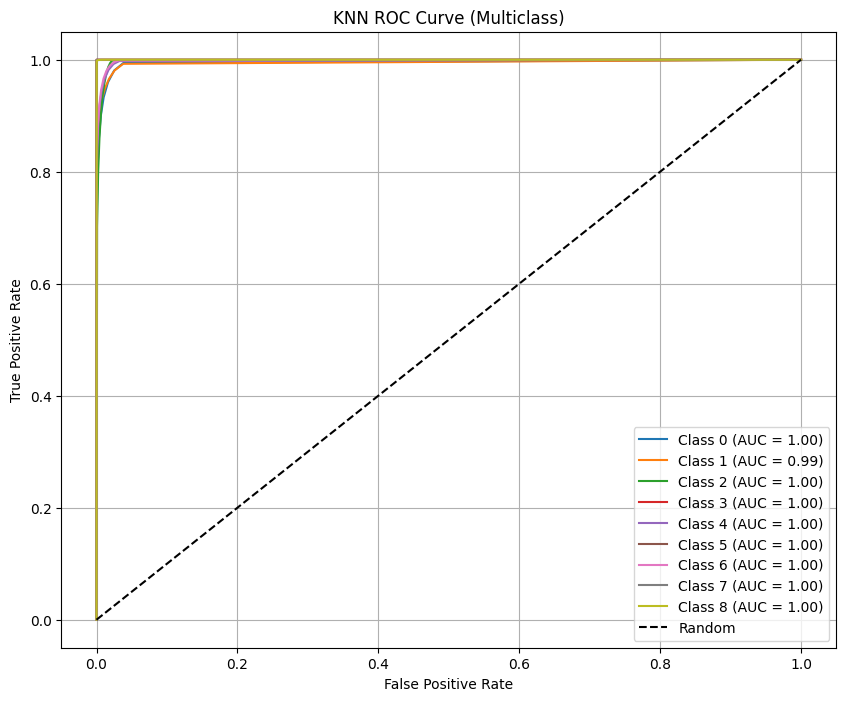 KNN ROC Curve (Multiclass)
1.0
0.8
0.6
0.4
0.2
0.0
True Positive Rate
0.0 0.2 0.4 0.6 0.8 1.0
False Positive Rate
Class 0 (AUC = 1.00)
Class 1 (AUC = 0.99)
Class 2 (AUC = 1.00)
Class 3 (AUC = 1.00)
Class 4 (AUC = 1.00)
Class 5 (AUC = 1.00)
Class 6 (AUC = 1.00)
Class 7 (AUC = 1.00)
Class 8 (AUC = 1.00)
Random